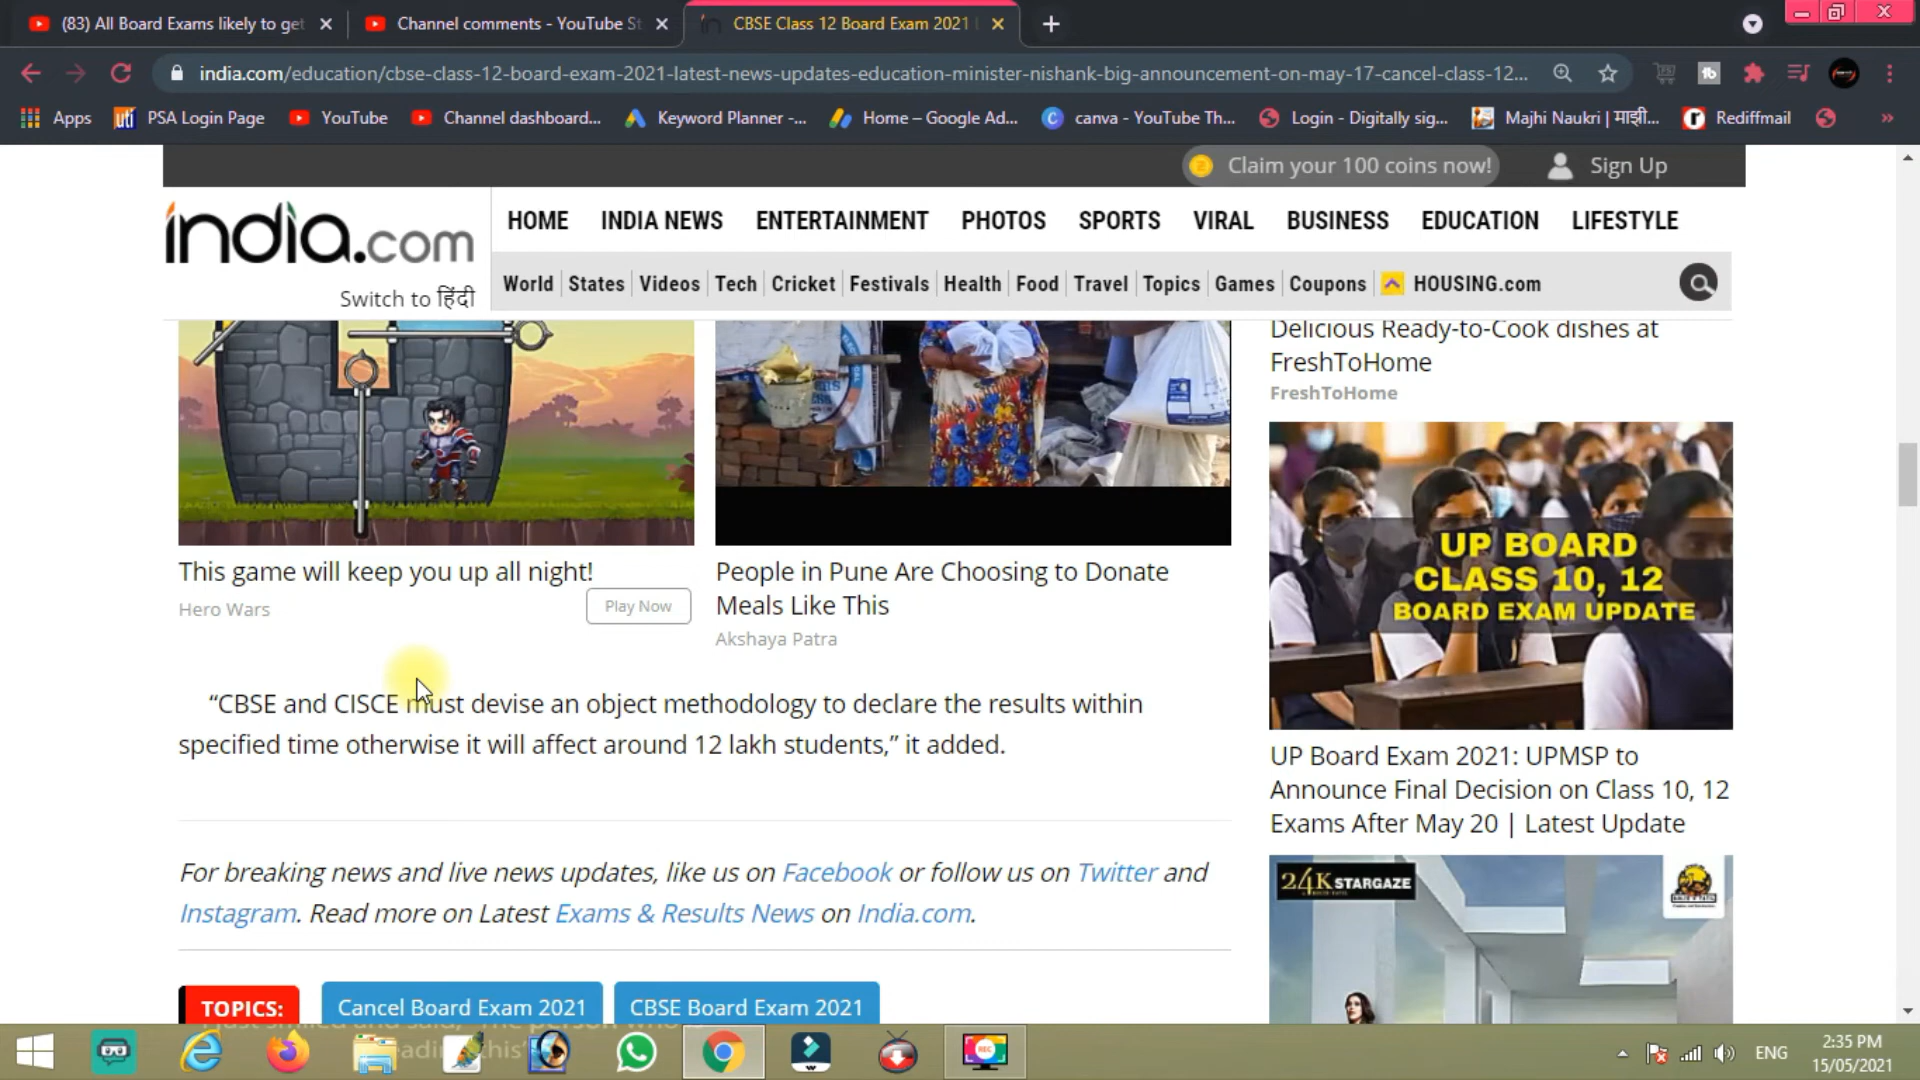 (83) All Board Exams likely to get
Channel comments - YouTube St
CBSE Class 12 Board Exam 2021
india.com/education/cbse-class-12-board-exam-2021-latest-news-updates-education-minister-nishank-big-announcement-on-may-17-cancel-class-12...
Apps
uti PSA Login Page
YouTube
Channel dashboard...
Keyword Planner -...
Home – Google Ad...
canva - YouTube Th...
Login - Digitally sig...
Majhi Naukri | माझी...
Rediffmail
Claim your 100 coins now!
Sign Up
india.com
Switch to हिंदी
HOME INDIA NEWS ENTERTAINMENT PHOTOS SPORTS VIRAL BUSINESS EDUCATION LIFESTYLE
World States Videos Tech Cricket Festivals Health Food Travel Topics Games Coupons HOUSING.com
This game will keep you up all night!
Hero Wars
Play Now
People in Pune Are Choosing to Donate
Meals Like This
Akshaya Patra
“CBSE and CISCE must devise an object methodology to declare the results within
specified time otherwise it will affect around 12 lakh students,” it added.
For breaking news and live news updates, like us on Facebook or follow us on Twitter and
Instagram. Read more on Latest Exams & Results News on India.com.
TOPICS:
Cancel Board Exam 2021
CBSE Board Exam 2021
Delicious Ready-to-Cook dishes at
FreshToHome
FreshToHome
UP BOARD
CLASS 10, 12
BOARD EXAM UPDATE
UP Board Exam 2021: UPMSP to
Announce Final Decision on Class 10, 12
Exams After May 20 | Latest Update
24K STARGAZE
REC
ENG
2:35 PM
15/05/2021